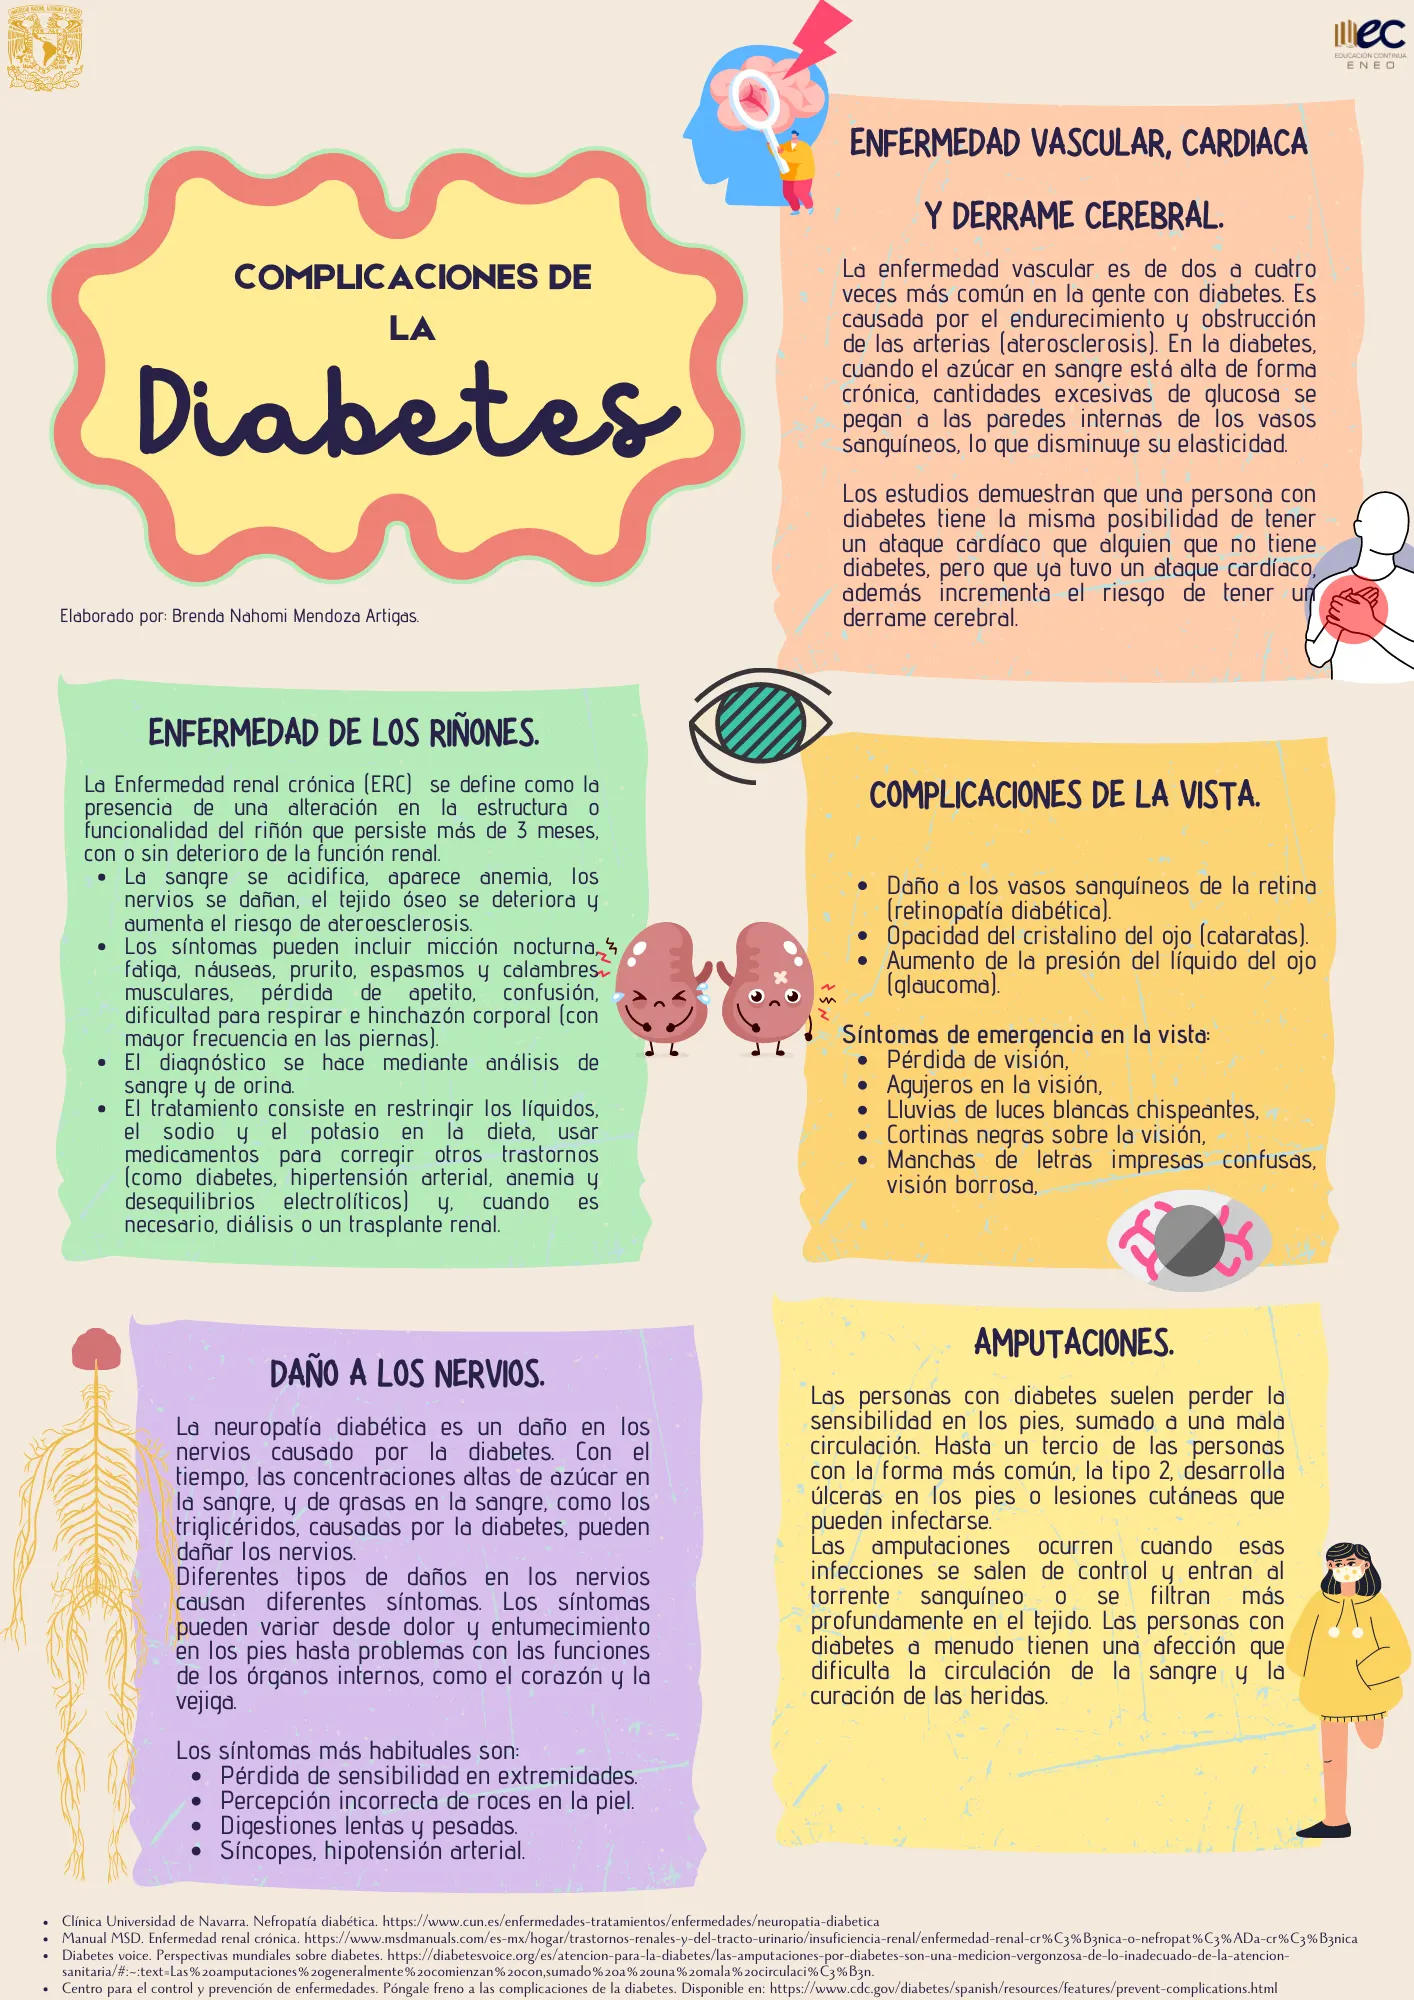 EDUCACIÓN CONTINUA
ENEO
COMPLICACIONES DE
LA
Diabetes
Elaborado por: Brenda Nahomi Mendoza Artigas.
ENFERMEDAD VASCULAR, CARDIACA
Y DERRAME CEREBRAL.
La enfermedad vascular es de dos a cuatro
veces más común en la gente con diabetes. Es
causada por el endurecimiento y obstrucción
de las arterias (aterosclerosis). En la diabetes,
cuando el azúcar en sangre está alta de forma
crónica, cantidades excesivas de glucosa se
pegan a las paredes internas de los vasos
sanguíneos, lo que disminuye su elasticidad.
Los estudios demuestran que una persona con
diabetes tiene la misma posibilidad de tener
un ataque cardíaco que alguien que no tiene
diabetes, pero que ya tuvo un ataque cardíaco,
además incrementa el riesgo de tener un
derrame cerebral.
ENFERMEDAD DE LOS RIÑONES.
La Enfermedad renal crónica (ERC) se define como la
presencia de una alteración en la estructura o
funcionalidad del riñón que persiste más de 3 meses,
con o sin deterioro de la función renal.
• La sangre se acidifica, aparece anemia, los
nervios se dañan, el tejido óseo se deteriora y
aumenta el riesgo de ateroesclerosis.
• Los síntomas pueden incluir micción nocturna,
fatiga, náuseas, prurito, espasmos y calambres
musculares, pérdida de apetito, confusión,
dificultad para respirar e hinchazón corporal (con
mayor frecuencia en las piernas).
• El diagnóstico se hace mediante análisis de
sangre y de orina.
• El tratamiento consiste en restringir los líquidos,
el sodio y el potasio en la dieta, usar
medicamentos para corregir otros trastornos
(como diabetes, hipertensión arterial, anemia y
desequilibrios electrolíticos) y, cuando es
necesario, diálisis o un trasplante renal.
COMPLICACIONES DE LA VISTA.
• Daño a los vasos sanguíneos de la retina
(retinopatía diabética).
• Opacidad del cristalino del ojo (cataratas).
• Aumento de la presión del líquido del ojo
(glaucoma).
Síntomas de emergencia en la vista:
• Pérdida de visión,
• Agujeros en la visión,
• Lluvias de luces blancas chispeantes,
• Cortinas negras sobre la visión,
• Manchas de letras impresas confusas,
visión borrosa,
DAÑO A LOS NERVIOS.
La neuropatía diabética es un daño en los
nervios causado por la diabetes. Con el
tiempo, las concentraciones altas de azúcar en
la sangre, y de grasas en la sangre, como los
triglicéridos, causadas por la diabetes, pueden
dañar los nervios.
Diferentes tipos de daños en los nervios
causan diferentes síntomas. Los síntomas
pueden variar desde dolor y entumecimiento
en los pies hasta problemas con las funciones
de los órganos internos, como el corazón y la
vejiga.
Los síntomas más habituales son:
• Pérdida de sensibilidad en extremidades.
• Percepción incorrecta de roces en la piel.
• Digestiones lentas y pesadas.
• Síncopes, hipotensión arterial.
AMPUTACIONES.
Las personas con diabetes suelen perder la
sensibilidad en los pies, sumado a una mala
circulación. Hasta un tercio de las personas
con la forma más común, la tipo 2, desarrolla
úlceras en los pies o lesiones cutáneas que
pueden infectarse.
Las amputaciones ocurren cuando esas
infecciones se salen de control y entran al
torrente sanguíneo o se filtran más
profundamente en el tejido. Las personas con
diabetes a menudo tienen una afección que
dificulta la circulación de la sangre y la
curación de las heridas.
• Clínica Universidad de Navarra. Nefropatía diabética. https://www.cun.es/enfermedades-tratamientos/enfermedades/neuropatia-diabetica
• Manual MSD. Enfermedad renal crónica. https://www.msdmanuals.com/es-mx/hogar/trastornos-renales-y-del-tracto-urinario/insuficiencia-renal/enfermedad-renal-cr%C3%B3nica-o-nefropat%C3%ADa-cr%C3%B3nica
• Diabetes voice. Perspectivas mundiales sobre diabetes. https://diabetesvoice.org/es/atencion-para-la-diabetes/las-amputaciones-por-diabetes-son-una-medicion-vergonzosa-de-lo-inadecuado-de-la-atencion-
sanitaria/#:~:text=Las%20amputaciones%20generalmente%20comienzan%20con,sumado%20a%20una%20mala%20circulaci%C3%B3n.
• Centro para el control y prevención de enfermedades. Póngale freno a las complicaciones de la diabetes. Disponible en: https://www.cdc.gov/diabetes/spanish/resources/features/prevent-complications.html